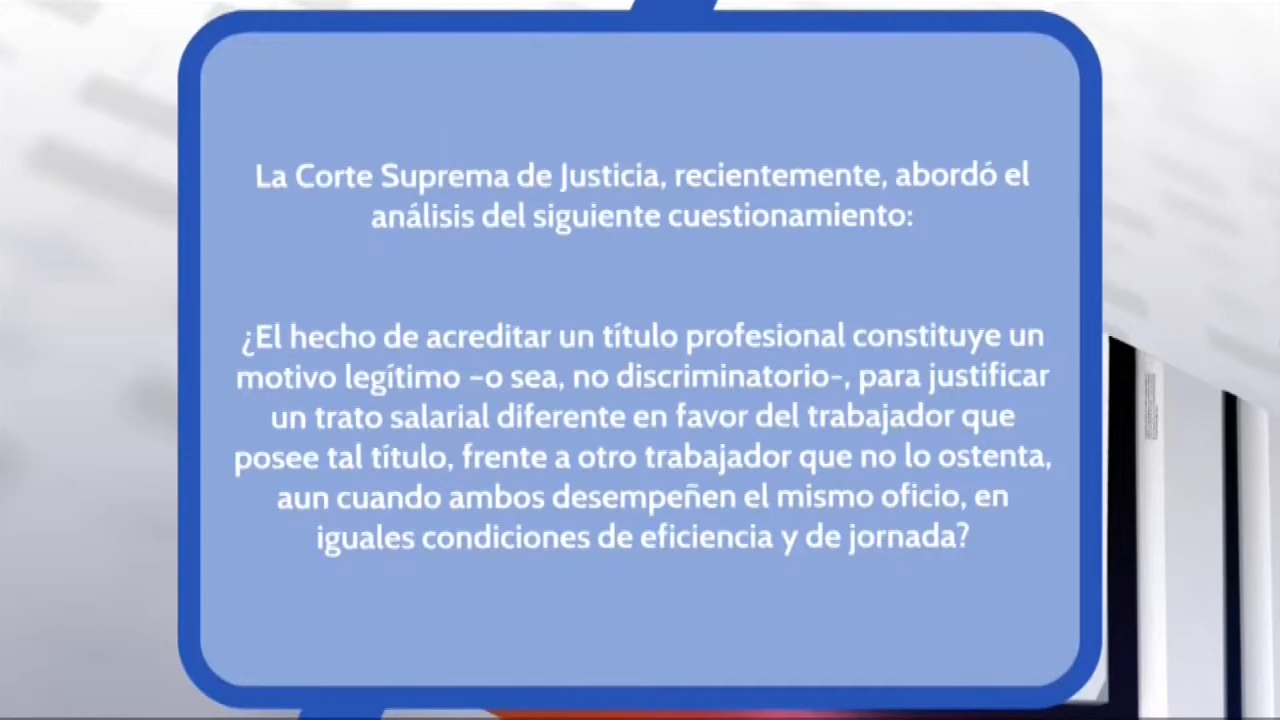 La Corte Suprema de Justicia, recientemente, abordó el
análisis del siguiente cuestionamiento:
¿El hecho de acreditar un título profesional constituye un
motivo legítimo –o sea, no discriminatorio-, para justificar
un trato salarial diferente en favor del trabajador que
posee tal título, frente a otro trabajador que no lo ostenta,
aun cuando ambos desempeñen el mismo oficio, en
iguales condiciones de eficiencia y de jornada?